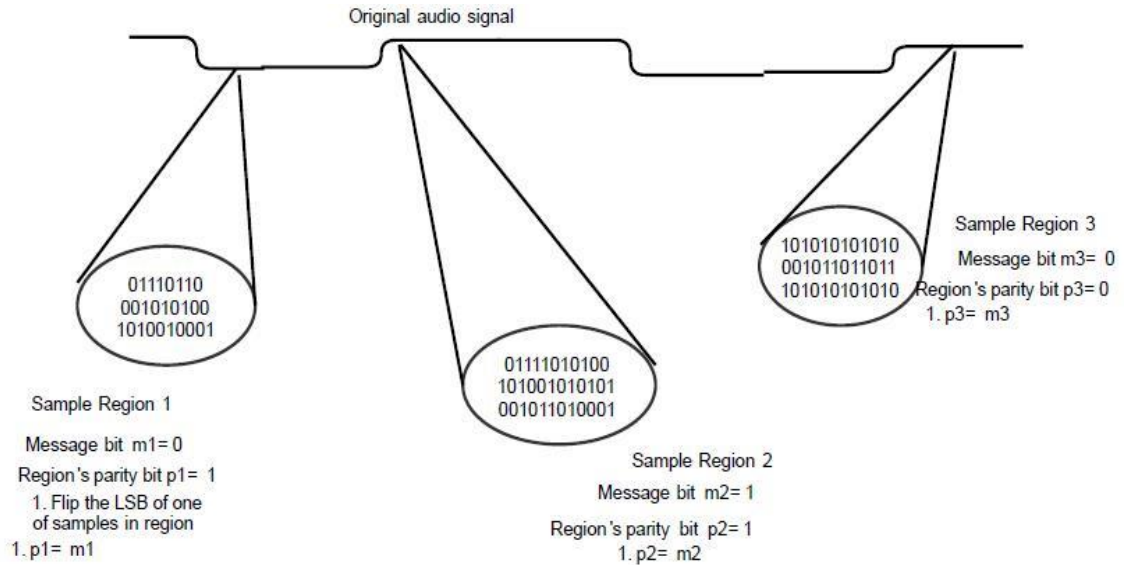 Original audio signal
01110110
001010100
1010010001
Sample Region 1
Message bit m1= 0
Region's parity bit p1= 1
1. Flip the LSB of one
of samples in region
1. p1= m1
01111010100
101001010101
001011010001
Sample Region 2
Message bit m2= 1
Region's parity bit p2= 1
1. p2= m2
101010101010
001011011011
101010101010
Sample Region 3
Message bit m3= 0
Region's parity bit p3= 0
1. p3= m3